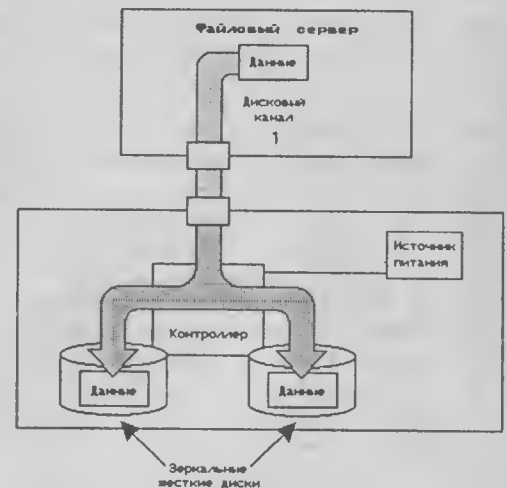 Файловый сервер
Данные
Дисковый
канал
1
Источник
питания
Контроллер
Данные
Данные
Зеркальные
жесткие диски